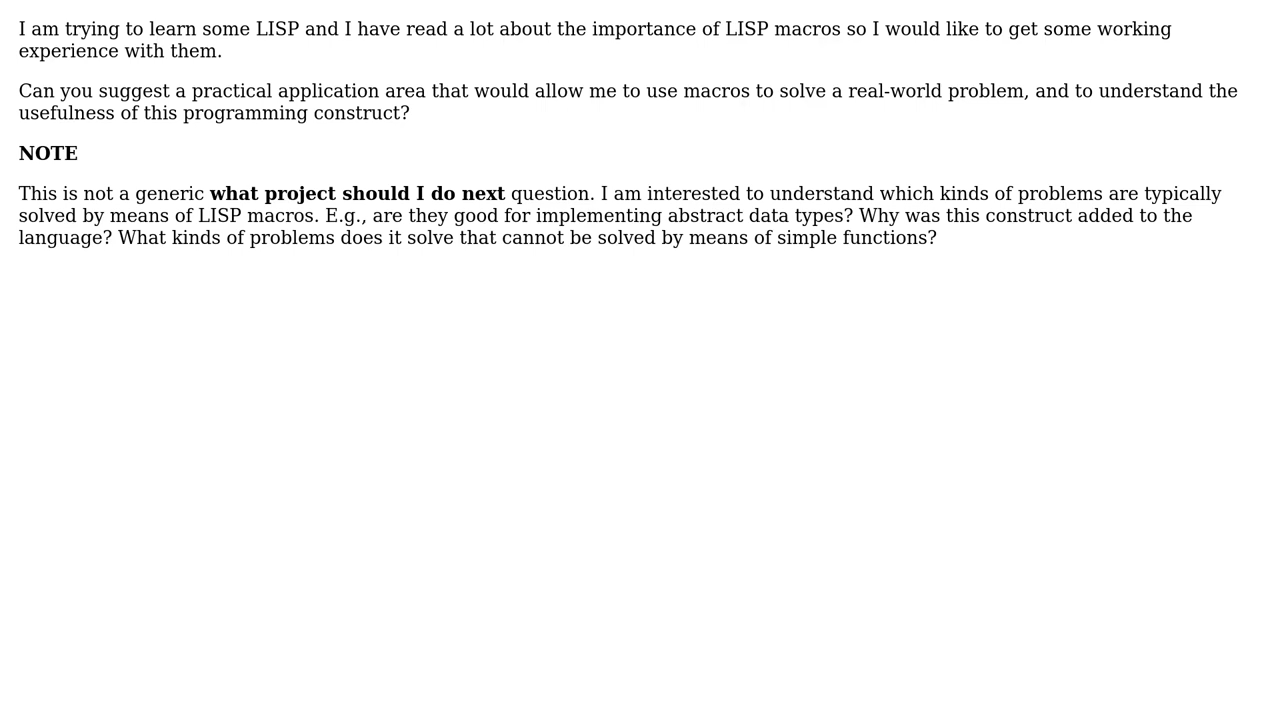 I am trying to learn some LISP and I have read a lot about the importance of LISP macros so I would like to get some working
experience with them.
Can you suggest a practical application area that would allow me to use macros to solve a real-world problem, and to understand the
usefulness of this programming construct?
NOTE
This is not a generic what project should I do next question. I am interested to understand which kinds of problems are typically
solved by means of LISP macros. E.g., are they good for implementing abstract data types? Why was this construct added to the
language? What kinds of problems does it solve that cannot be solved by means of simple functions?